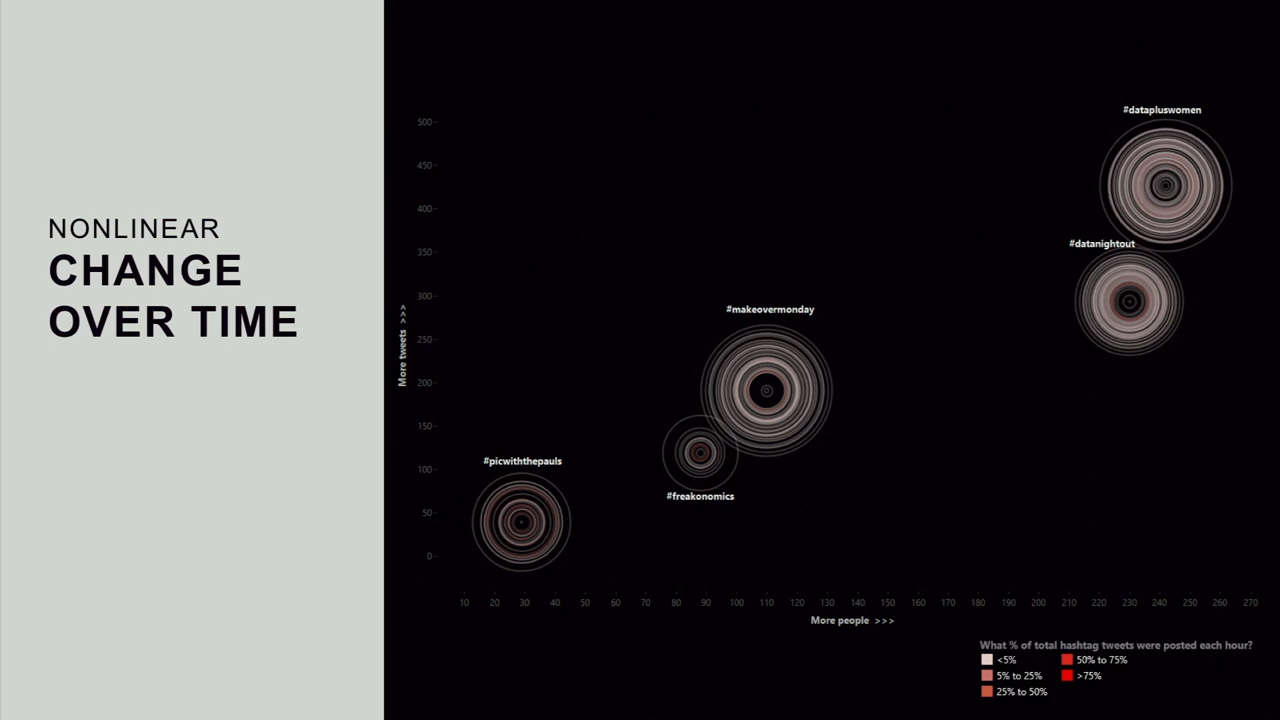 NONLINEAR
CHANGE
OVER TIME
#datapluswomen
500
450
400
#datanightout
350
300
#makeovermonday
250
More tweets >>>
200
150
#picwiththepauls
100
#freakonomics
50
0
10 20 30 40 50 60 70 80 90 100 110 120 130 140 150 160 170 180 190 200 210 220 230 240 250 260 270
More people >>>
What % of total hashtag tweets were posted each hour?
<5% 50% to 75%
5% to 25% >75%
25% to 50%